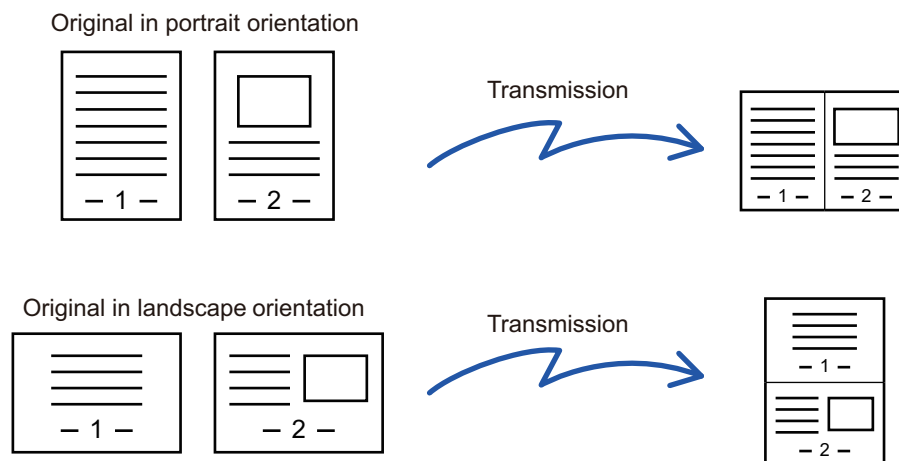 Original in portrait orientation
Transmission
– 1 –
– 2 –
– 1 –
– 2 –
Original in landscape orientation
Transmission
– 1 –
– 2 –
– 1 –
– 2 –